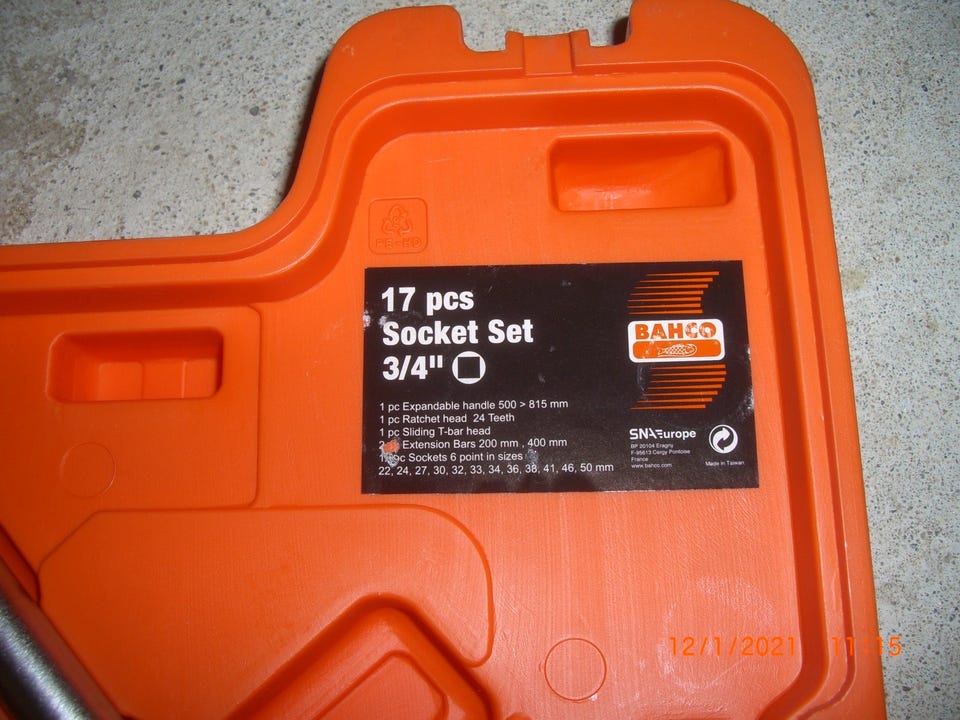 PE-HD
17 pcs
Socket Set
3/4"
BAHCO
1 pc Expandable handle 500 > 815 mm
1 pc Ratchet head 24 Teeth
1 pc Sliding T-bar head
2 Extension Bars 200 mm , 400 mm
Sockets 6 point in sizes
22, 24, 27, 30, 32, 33, 34, 36, 38, 41, 46, 50 mm
SNA Europe
BP 20104 Eragny
F-95613 Cergy Pontoise
France
www.bahco.com
Made in Taiwan
12/1/2021 11:15